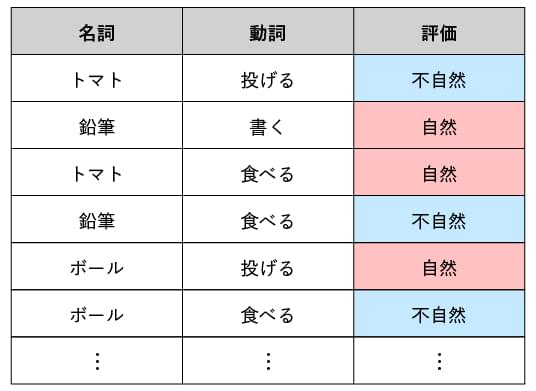 名詞 動詞 評価
トマト 投げる 不自然
鉛筆 書く 自然
トマト 食べる 自然
鉛筆 食べる 不自然
ボール 投げる 自然
ボール 食べる 不自然
⋮ ⋮ ⋮